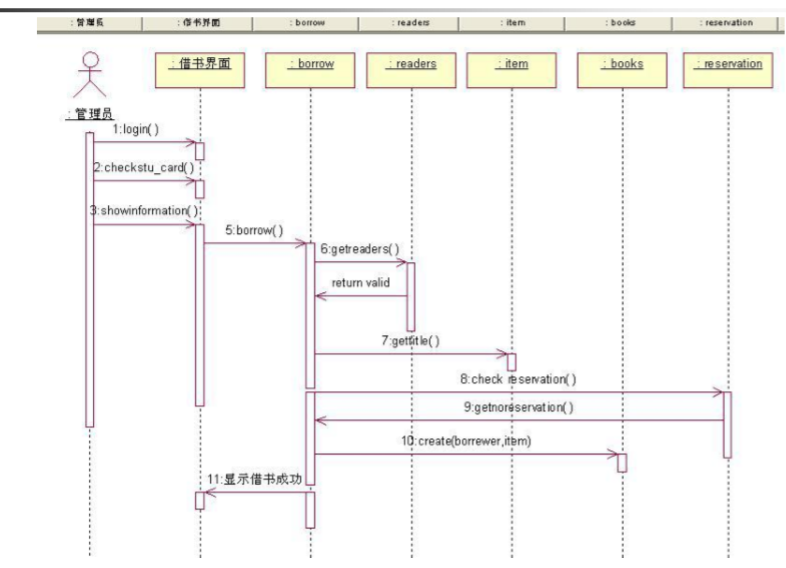 : 管理员 : 借书界面 : borrow : readers : item : books : reservation
: 借书界面 : borrow : readers : item : books : reservation
: 管理员
1:login( )
2:checkstu_card( )
3:showinformation( )
5:borrow( )
6:getreaders( )
return valid
7:gettitle( )
8:check reservation( )
9:getnoreservation( )
10:create(borrewer,item)
11:显示借书成功